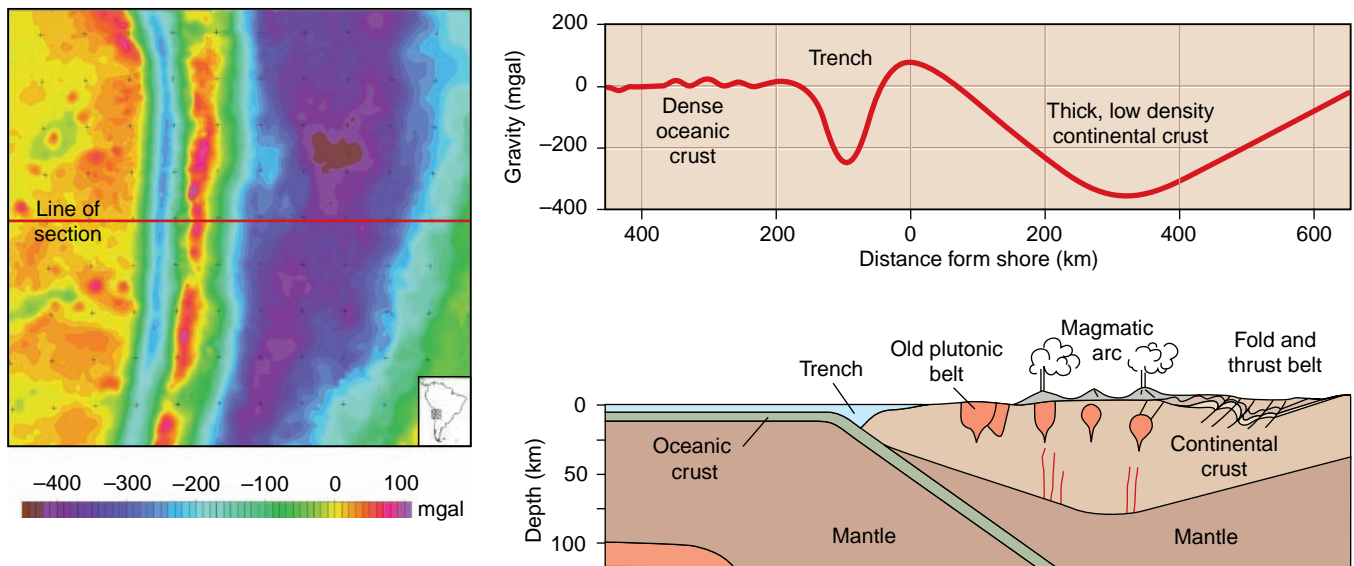 Line of
section
−400 −300 −200 −100 0 100
mgal
Gravity (mgal)
200
0
−200
−400
Trench
Dense
oceanic
crust
Thick, low density
continental crust
400 200 0 200 400 600
Distance form shore (km)
Depth (km)
0
50
100
Trench
Old plutonic
belt
Magmatic
arc
Fold and
thrust belt
Oceanic
crust
Continental
crust
Mantle
Mantle